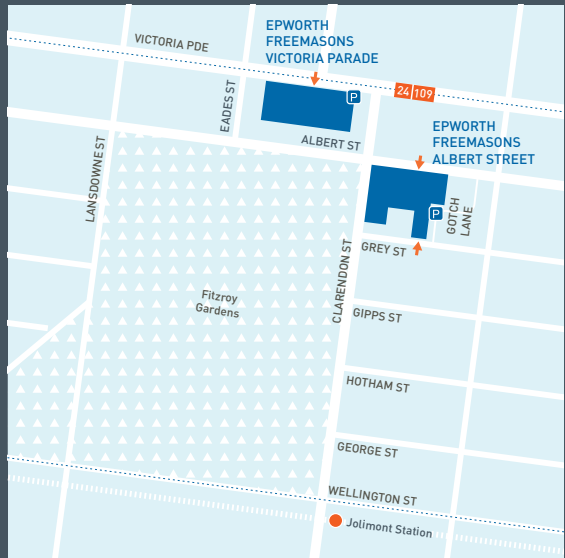 EPWORTH
FREEMASONS
VICTORIA PARADE
VICTORIA PDE
P
24 109
EADES ST
ALBERT ST
EPWORTH
FREEMASONS
ALBERT STREET
LANSDOWNE ST
P
GOTCH
LANE
GREY ST
CLARENDON ST
Fitzroy
Gardens
GIPPS ST
HOTHAM ST
GEORGE ST
WELLINGTON ST
Jolimont Station